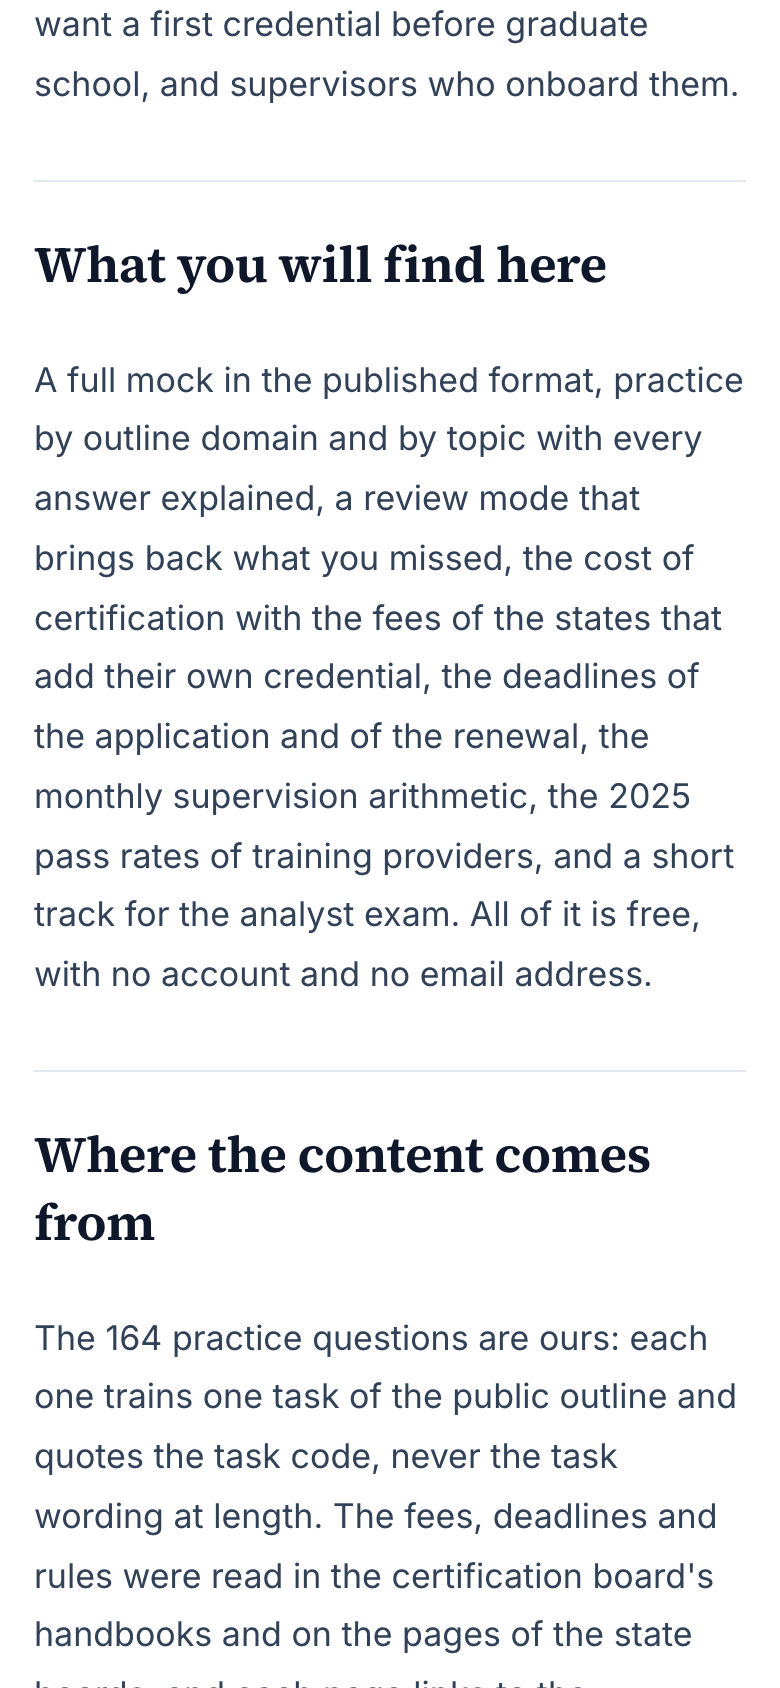 want a first credential before graduate
school, and supervisors who onboard them.
What you will find here
A full mock in the published format, practice
by outline domain and by topic with every
answer explained, a review mode that
brings back what you missed, the cost of
certification with the fees of the states that
add their own credential, the deadlines of
the application and of the renewal, the
monthly supervision arithmetic, the 2025
pass rates of training providers, and a short
track for the analyst exam. All of it is free,
with no account and no email address.
Where the content comes
from
The 164 practice questions are ours: each
one trains one task of the public outline and
quotes the task code, never the task
wording at length. The fees, deadlines and
rules were read in the certification board's
handbooks and on the pages of the state